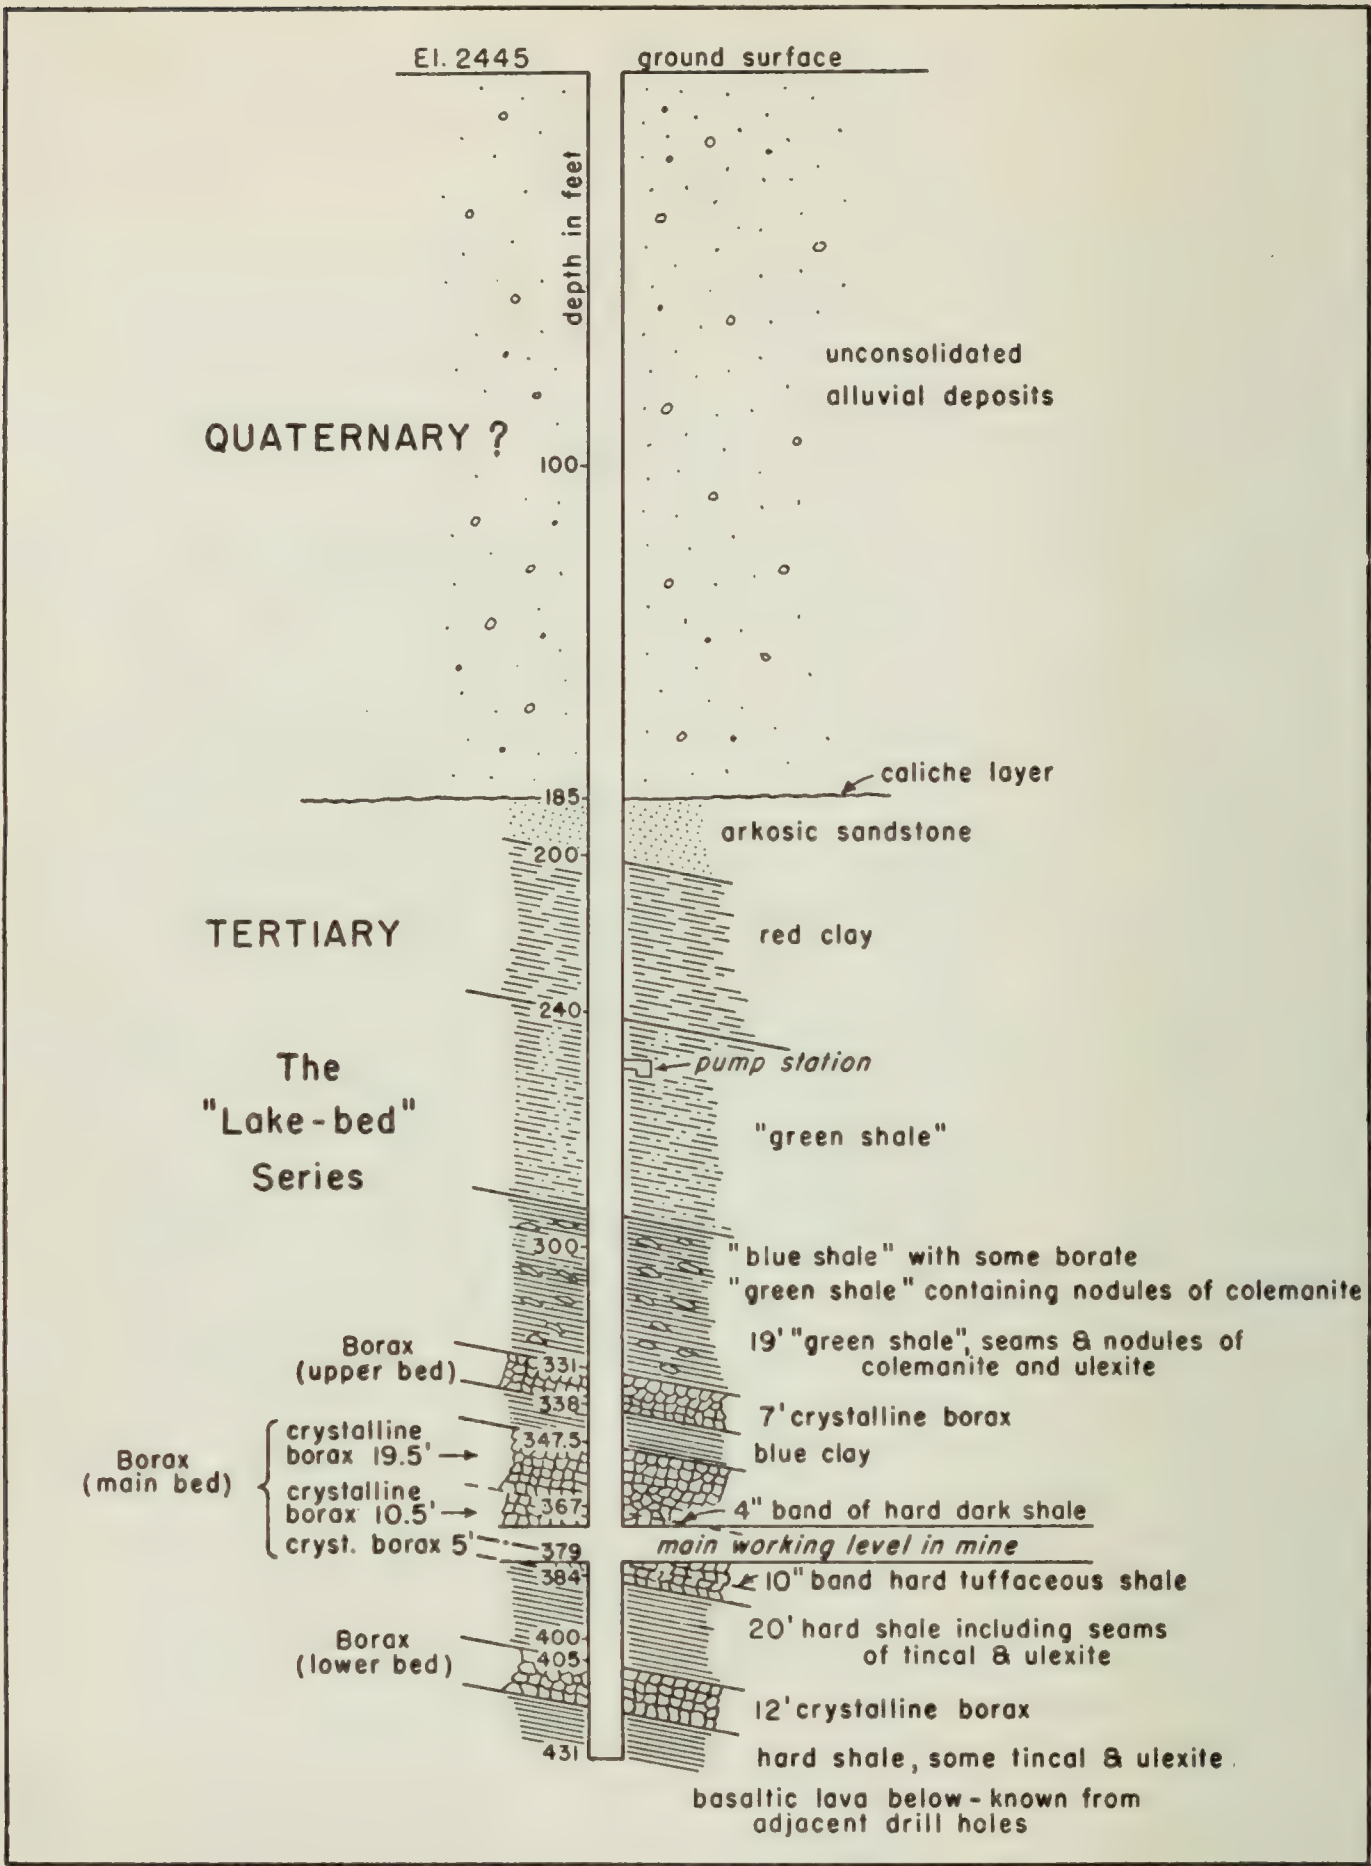 El. 2445
ground surface
depth in feet
unconsolidated
alluvial deposits
QUATERNARY ?
100
caliche layer
185
arkosic sandstone
200
TERTIARY
red clay
240
The
"Lake-bed"
Series
pump station
"green shale"
300
"blue shale" with some borate
"green shale" containing nodules of colemanite
19' "green shale", seams & nodules of
colemanite and ulexite
Borax
(upper bed)
331
338
7' crystalline borax
blue clay
Borax
(main bed)
crystalline
borax 19.5'
347.5
crystalline
borax 10.5'
367
4" band of hard dark shale
cryst. borax 5'
379
main working level in mine
384
10" band hard tuffaceous shale
20' hard shale including seams
of tincal & ulexite
400
405
Borax
(lower bed)
12' crystalline borax
431
hard shale, some tincal & ulexite.
basaltic lava below - known from
adjacent drill holes